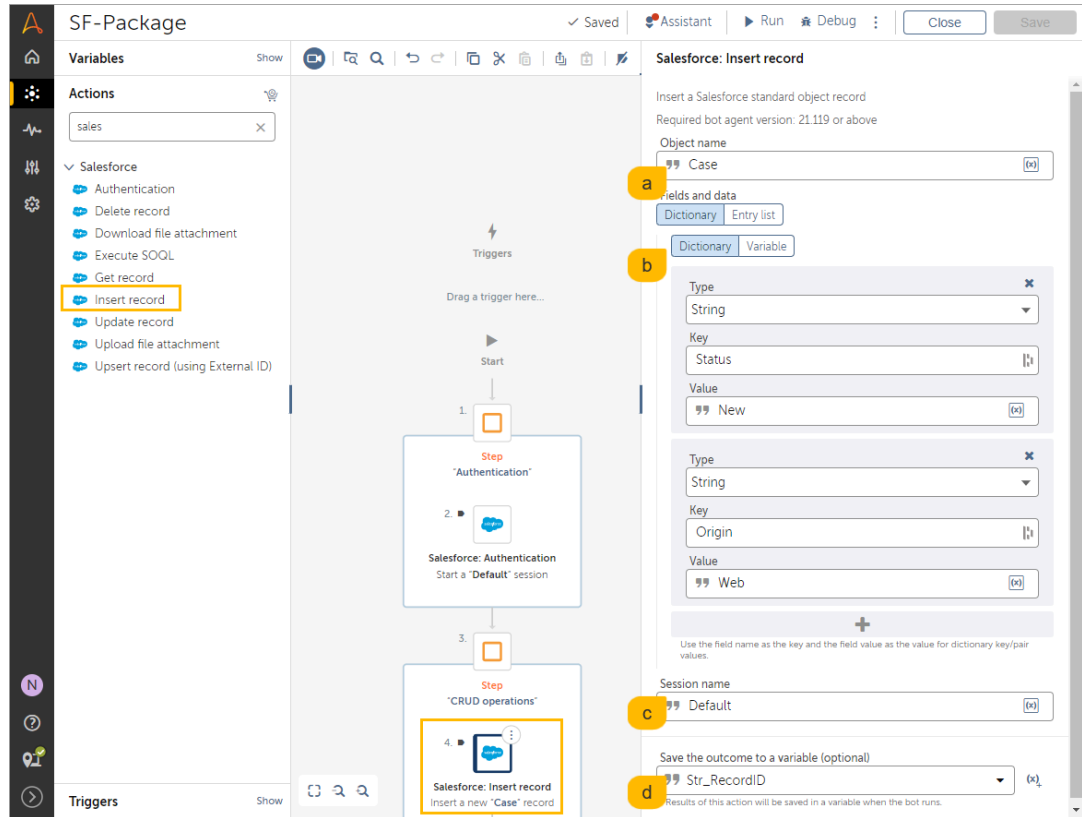 SF-Package
Saved
Assistant
Run
Debug
Close
Save
Variables
Show
Actions
sales
Salesforce
Authentication
Delete record
Download file attachment
Execute SOQL
Get record
Insert record
Update record
Upload file attachment
Upsert record (using External ID)
Triggers
Show
N
Triggers
Drag a trigger here...
Start
1.
Step
"Authentication"
2.
Salesforce: Authentication
Start a "Default" session
3.
Step
"CRUD operations"
4.
Salesforce: Insert record
Insert a new "Case" record
Salesforce: Insert record
Insert a Salesforce standard object record
Required bot agent version: 21.119 or above
Object name
Case
(x)
a
Fields and data
Dictionary Entry list
b
Dictionary Variable
Type
String
Key
Status
Value
New
(x)
Type
String
Key
Origin
Value
Web
(x)
Use the field name as the key and the field value as the value for dictionary key/pair
values.
Session name
c
Default
(x)
Save the outcome to a variable (optional)
d
Str_RecordID
(x)
Results of this action will be saved in a variable when the bot runs.